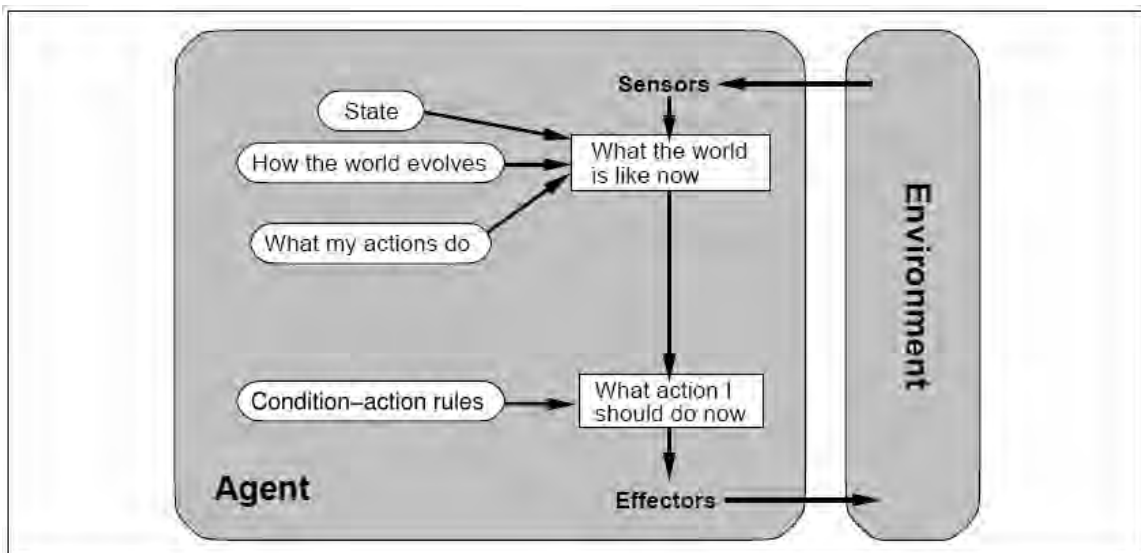 Sensors
State
How the world evolves
What my actions do
What the world
is like now
Condition–action rules
What action I
should do now
Agent
Effectors
Environment